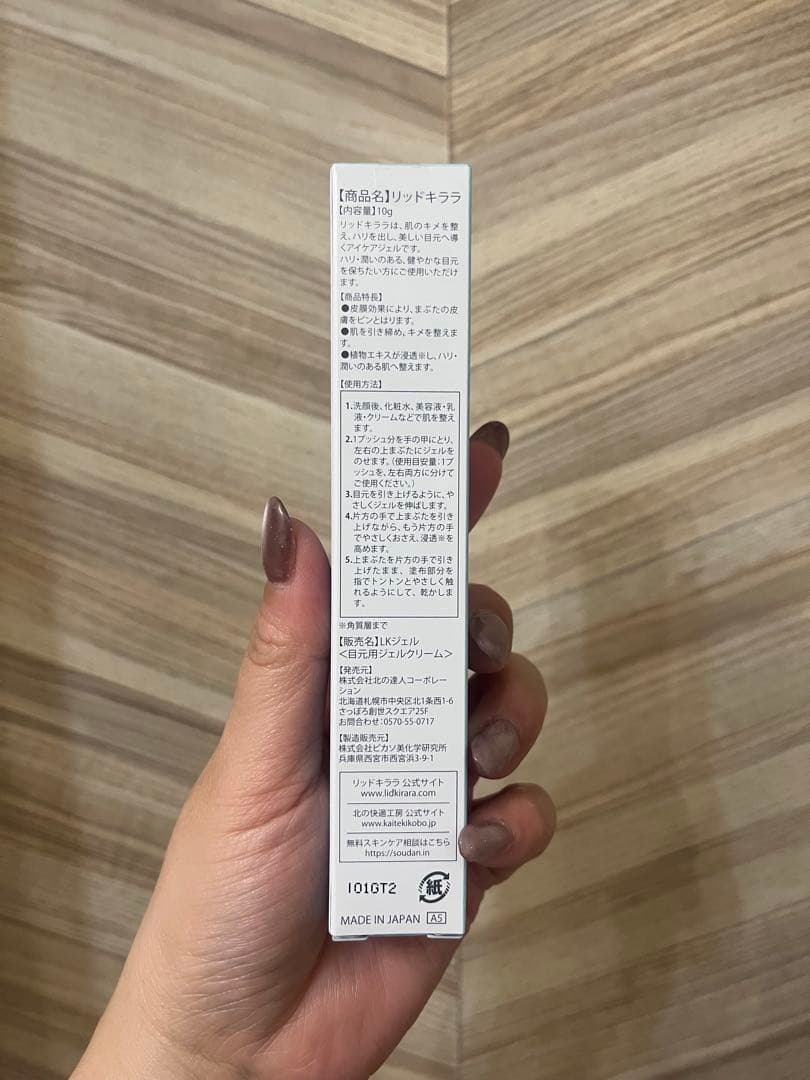 【商品名】リッドキララ
【内容量】10g
リッドキララは、肌のキメを整
え、ハリを出し、美しい目元へ導
くアイケアジェルです。
ハリ・潤いのある、健やかな目元
を保ちたい方にご使用いただけ
ます。
【商品特長】
●皮膜効果により、まぶたの皮
膚をピンとはります。
●肌を引き締め、キメを整えま
す。
●植物エキスが浸透※し、ハリ・
潤いのある肌へ整えます。
【使用方法】
1.洗顔後、化粧水、美容液・乳
液・クリームなどで肌を整え
ます。
2.1プッシュ分を手の甲にとり、
左右の上まぶたにジェルを
のせます。(使用目安量:1プ
ッシュを、左右両方に分けて
ご使用ください。)
3.目元を引き上げるように、や
さしくジェルを伸ばします。
4.片方の手で上まぶたを引き
上げながら、もう片方の手
でやさしくおさえ、浸透※を
高めます。
5.上まぶたを片方の手で引き
上げたまま、塗布部分を
指でトントンとやさしく触
れるようにして、乾かしま
す。
※角質層まで
【販売名】LKジェル
<目元用ジェルクリーム>
【発売元】
株式会社北の達人コーポレー
ション
北海道札幌市中央区北1条西1-6
さっぽろ創世スクエア25F
お問合わせ:0570-55-0717
【製造販売元】
株式会社ピカソ美化学研究所
兵庫県西宮市西宮浜3-9-1
リッドキララ 公式サイト
www.lidkirara.com
北の快適工房 公式サイト
www.kaitekikobo.jp
無料スキンケア相談はこちら
https://soudan.in
I01GT2
紙
MADE IN JAPAN A5